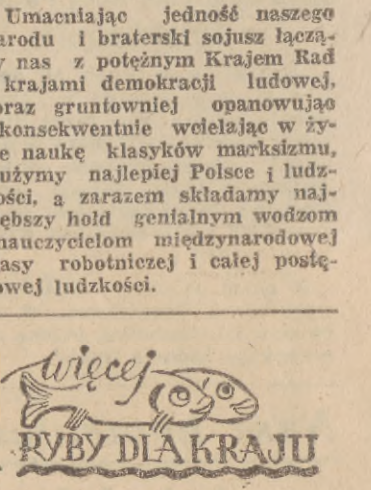 Umacniając jedność naszego
arodu i braterski sojusz łączą-
y nas z potężnym Krajem Rad
krajami demokracji ludowej,
oraz gruntowniej opanowując
konsekwentnie wcielając w ży-
e naukę klasyków marksizmu,
użymy najlepiej Polsce i ludz-
ości, a zarazem składamy naj-
ębszy hołd genialnym wodzom
nauczycielom międzynarodowej
asy robotniczej i całej postę-
owej ludzkości.
więcej
RYBY DLA KRAJU